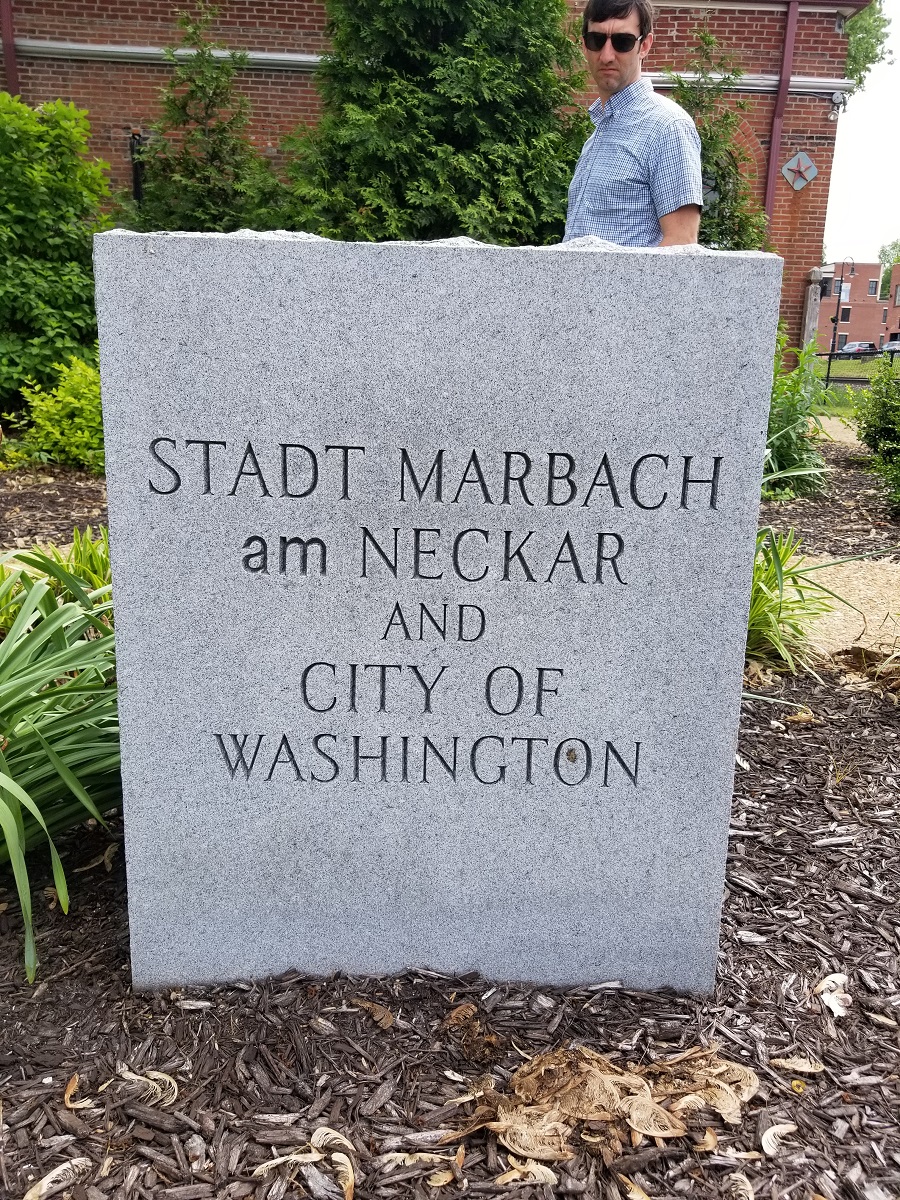 STADT MARBACH
am NECKAR
AND
CITY OF
WASHINGTON